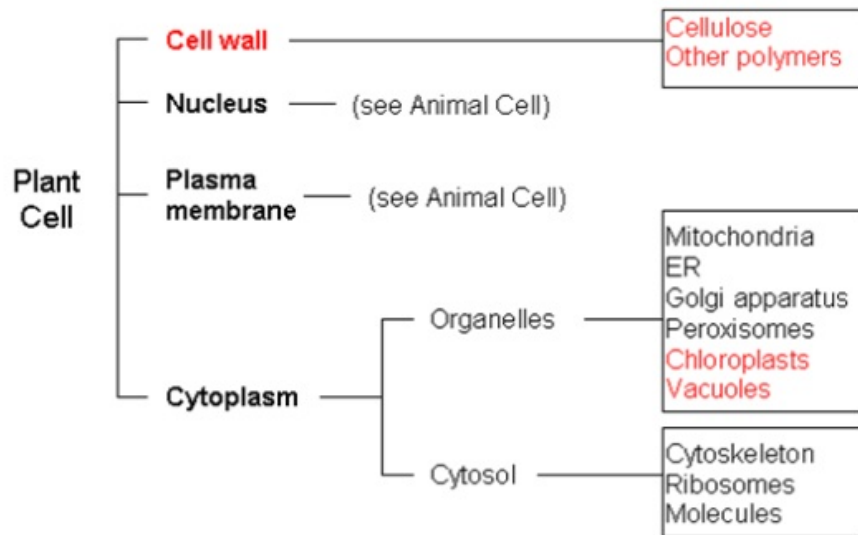 Plant
Cell
Cell wall
Cellulose
Other polymers
Nucleus
(see Animal Cell)
Plasma
membrane
(see Animal Cell)
Cytoplasm
Organelles
Mitochondria
ER
Golgi apparatus
Peroxisomes
Chloroplasts
Vacuoles
Cytosol
Cytoskeleton
Ribosomes
Molecules